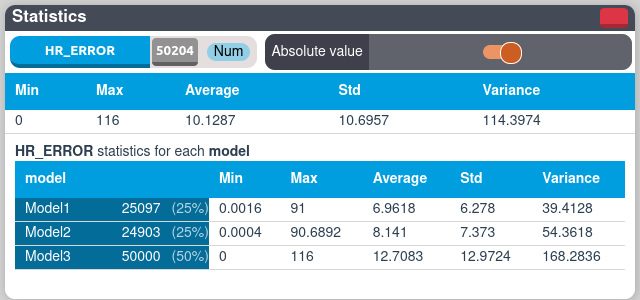 Statistics
HR_ERROR 50204 Num Absolute value
Min Max Average Std Variance
0 116 10.1287 10.6957 114.3974
HR_ERROR statistics for each model
model Min Max Average Std Variance
Model1 25097 (25%) 0.0016 91 6.9618 6.278 39.4128
Model2 24903 (25%) 0.0004 90.6892 8.141 7.373 54.3618
Model3 50000 (50%) 0 116 12.7083 12.9724 168.2836